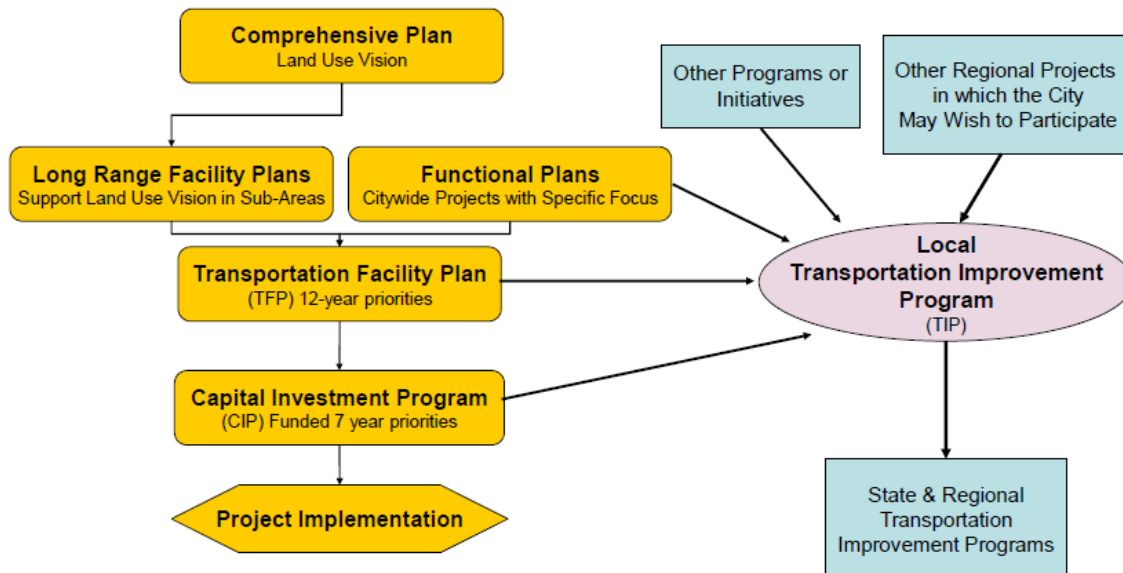 Comprehensive Plan
Land Use Vision
Other Programs or
Initiatives
Other Regional Projects
in which the City
May Wish to Participate
Long Range Facility Plans
Support Land Use Vision in Sub-Areas
Functional Plans
Citywide Projects with Specific Focus
Transportation Facility Plan
(TFP) 12-year priorities
Local
Transportation Improvement
Program
(TIP)
Capital Investment Program
(CIP) Funded 7 year priorities
Project Implementation
State & Regional
Transportation
Improvement Programs